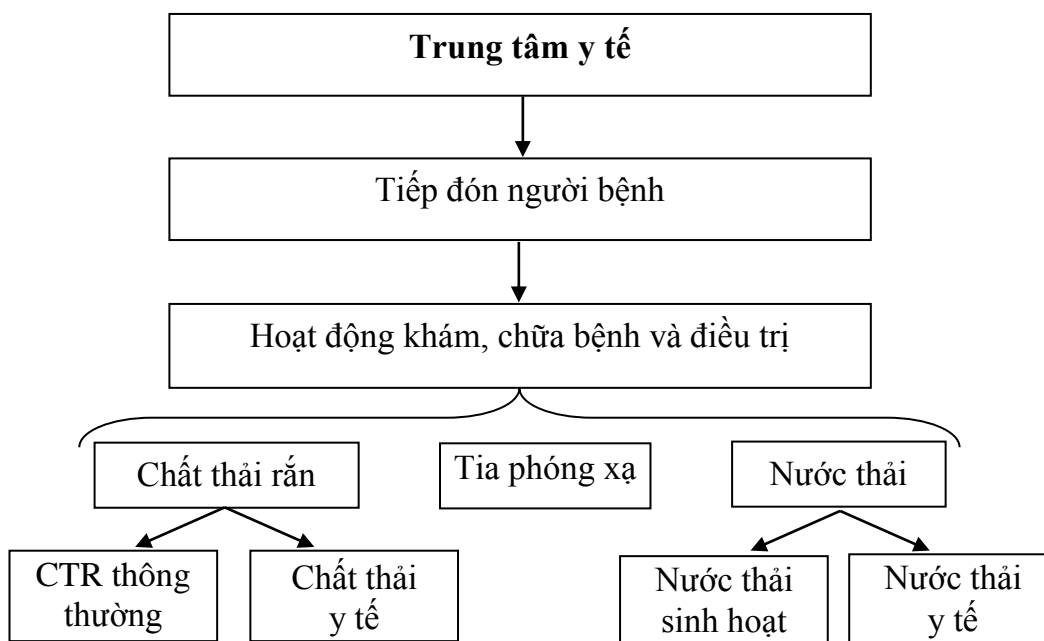 Trung tâm y tế
Tiếp đón người bệnh
Hoạt động khám, chữa bệnh và điều trị
Chất thải rắn
Tia phóng xạ
Nước thải
CTR thông
thường
Chất thải
y tế
Nước thải
sinh hoạt
Nước thải
y tế